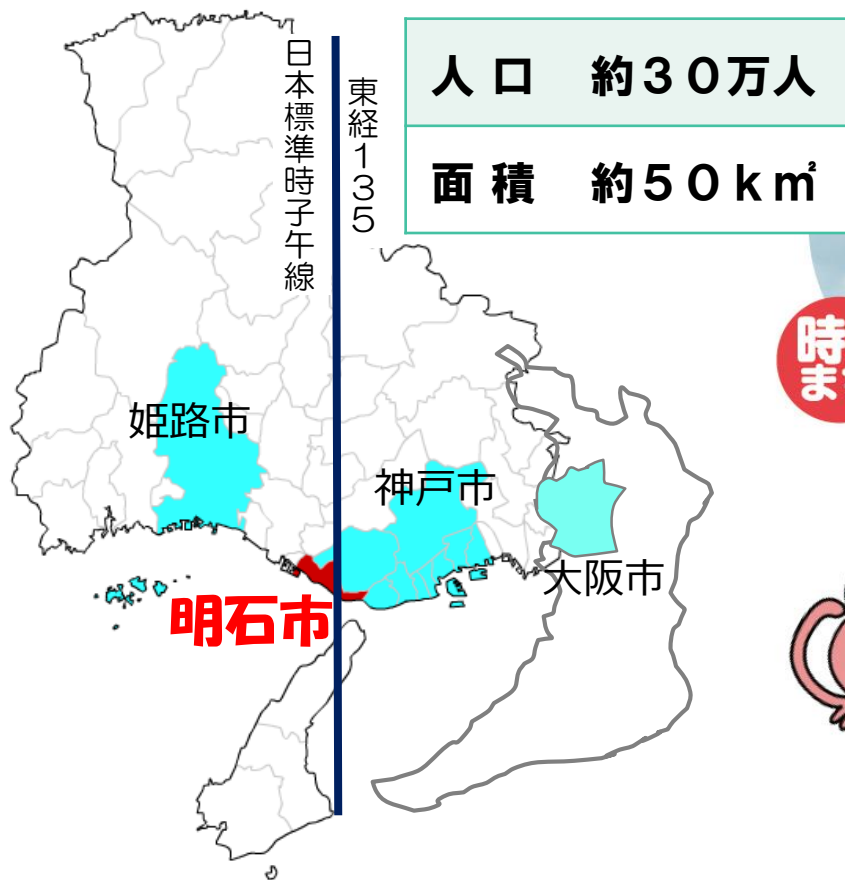 日本標準時子午線
東経１３５
人口 約３０万人
面積 約５０k㎡
時
ま
姫路市
神戸市
大阪市
明石市